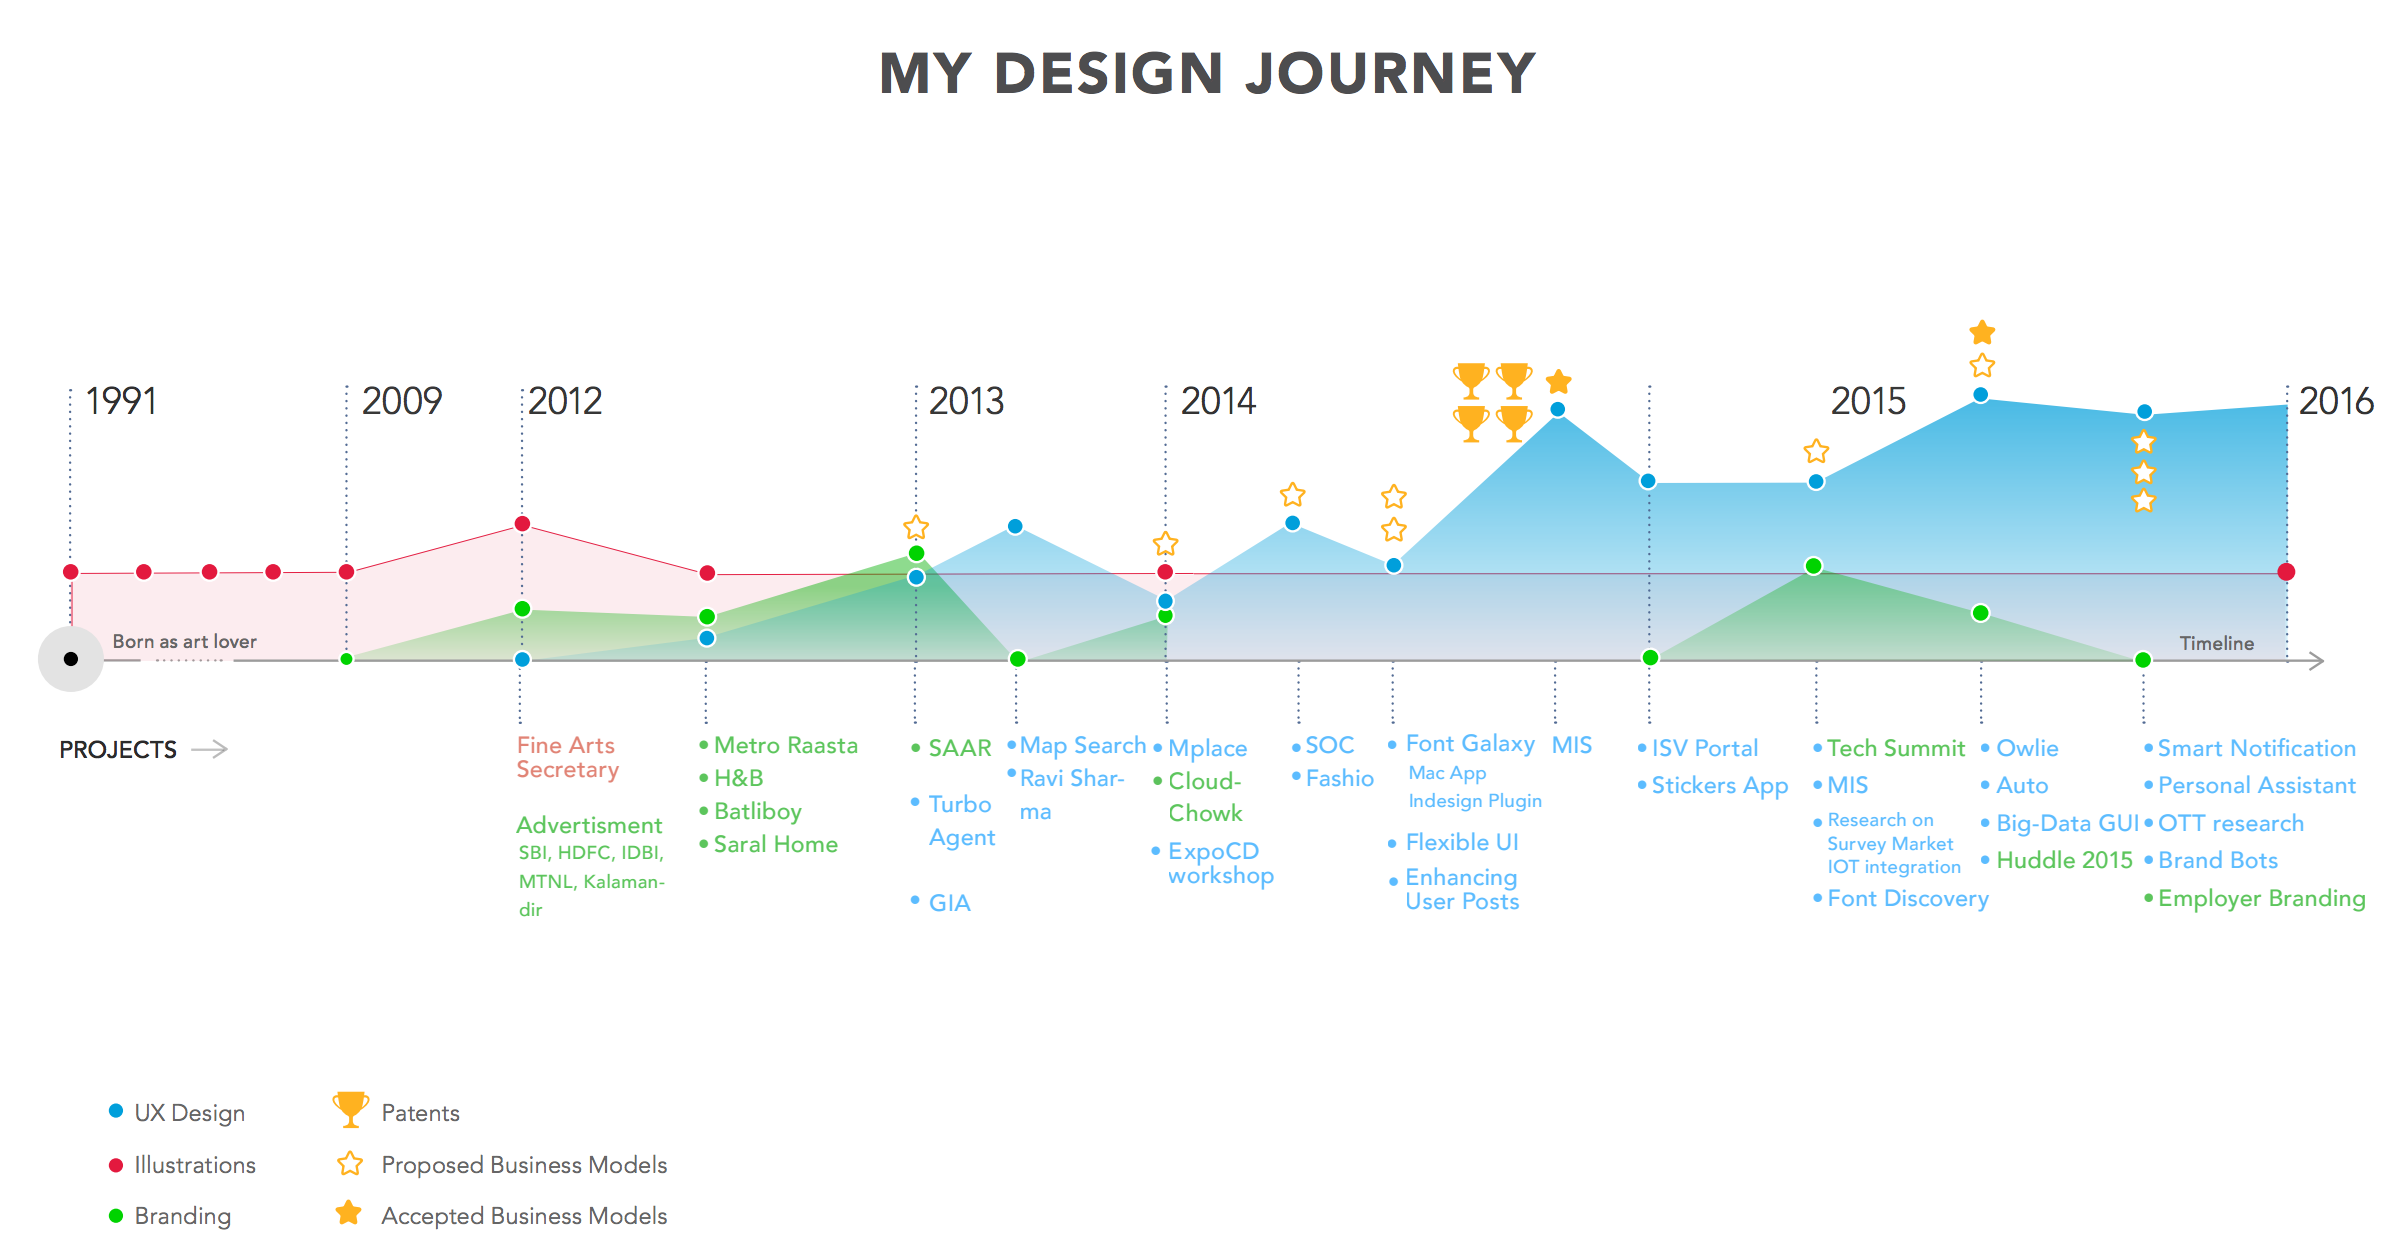 MY DESIGN JOURNEY
1991
2009
2012
2013
2014
2015
2016
Born as art lover
Timeline
PROJECTS
Fine Arts
Secretary
Advertisment
SBI, HDFC, IDBI,
MTNL, Kalaman-
dir
• Metro Raasta
• H&B
• Batliboy
• Saral Home
• SAAR
• Turbo
Agent
• GIA
• Map Search
• Ravi Shar-
ma
• Mplace
• Cloud-
Chowk
• ExpoCD
workshop
• SOC
• Fashio
• Font Galaxy
Mac App
Indesign Plugin
• Flexible UI
• Enhancing
User Posts
MIS
• ISV Portal
• Stickers App
• Tech Summit
• MIS
• Research on
Survey Market
IOT integration
• Font Discovery
• Owlie
• Auto
• Big-Data GUI
• Huddle 2015
• Smart Notification
• Personal Assistant
• OTT research
• Brand Bots
• Employer Branding
UX Design
Illustrations
Branding
Patents
Proposed Business Models
Accepted Business Models